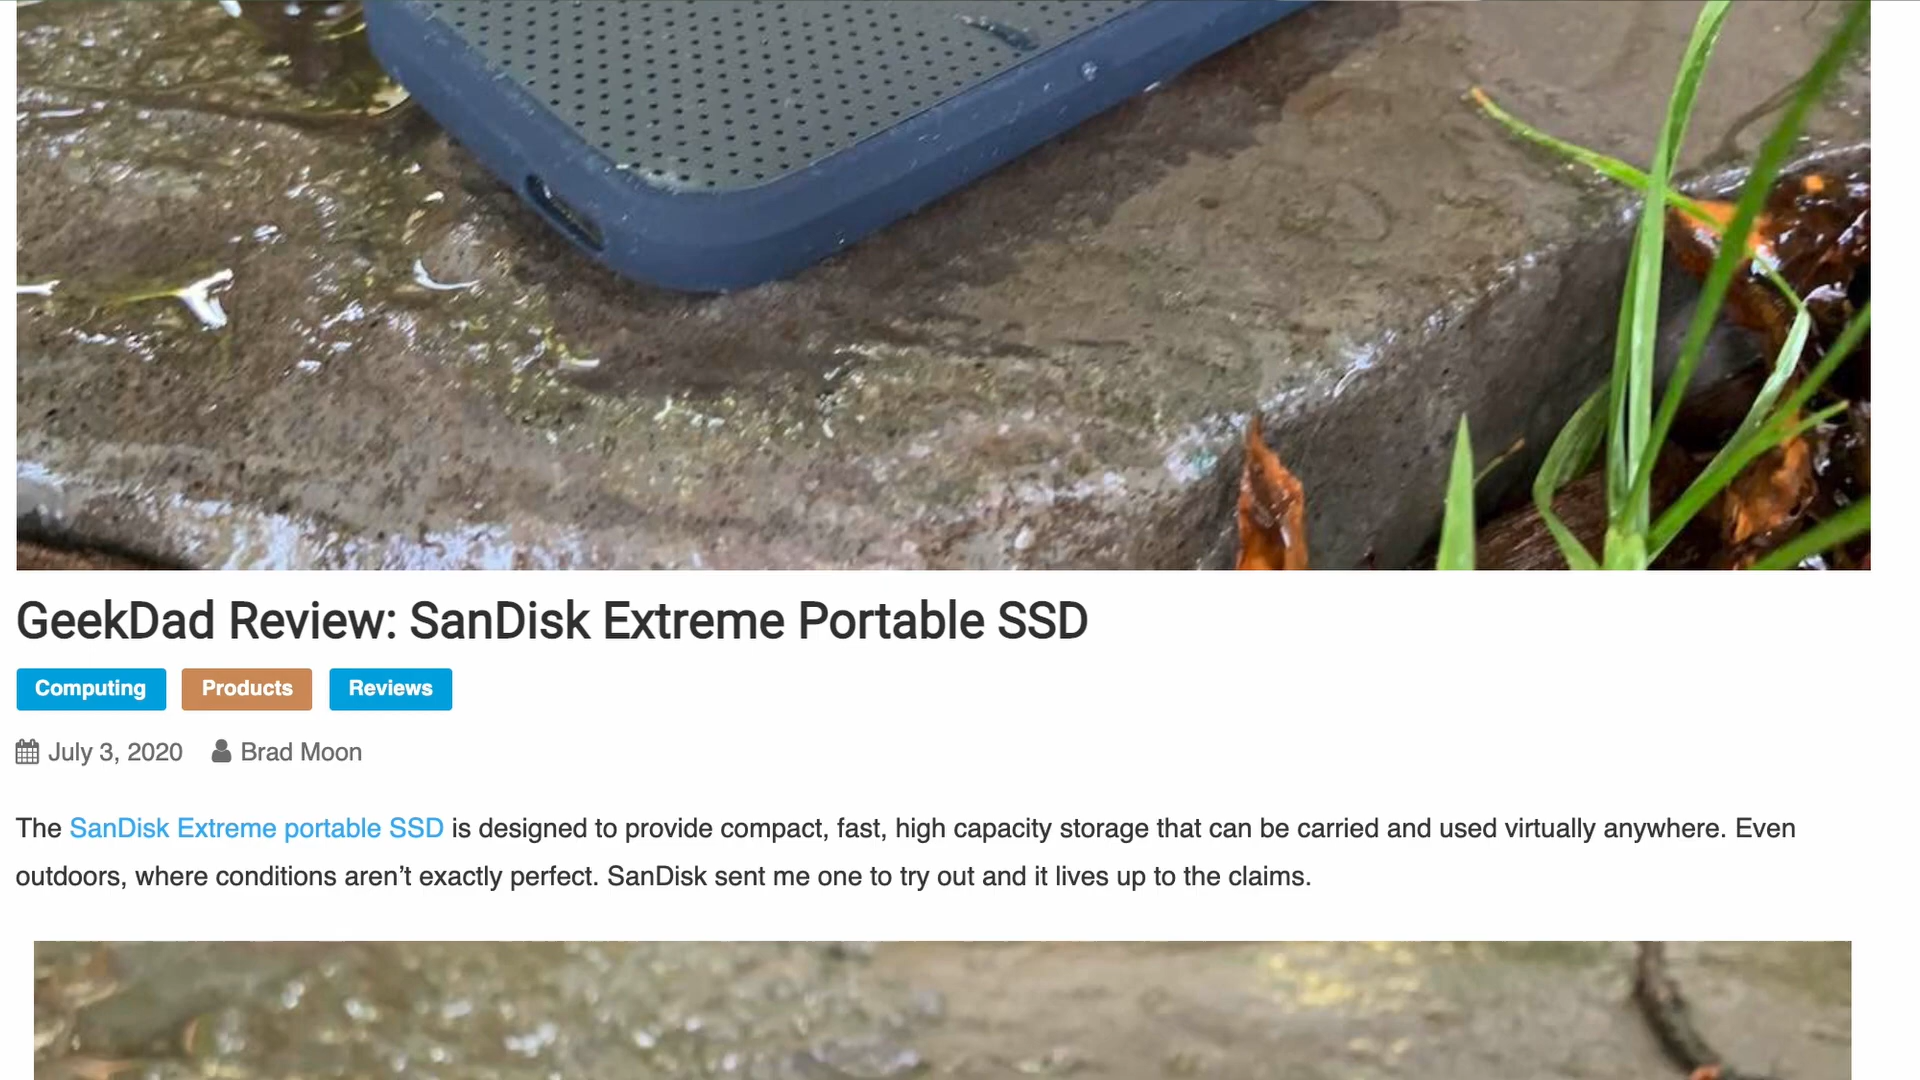 GeekDad Review: SanDisk Extreme Portable SSD
Computing Products Reviews
July 3, 2020 Brad Moon
The SanDisk Extreme portable SSD is designed to provide compact, fast, high capacity storage that can be carried and used virtually anywhere. Even
outdoors, where conditions aren’t exactly perfect. SanDisk sent me one to try out and it lives up to the claims.